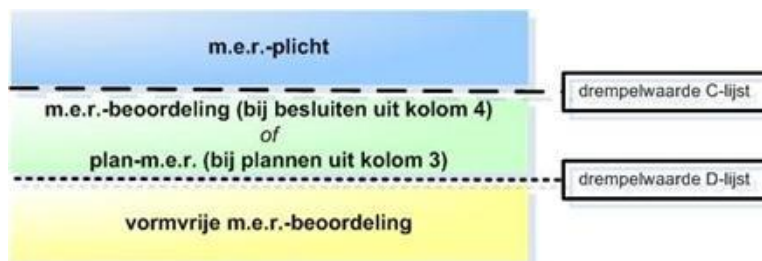 m.e.r.-plicht
drempelwaarde C-lijst
m.e.r.-beoordeling (bij besluiten uit kolom 4)
of
plan-m.e.r. (bij plannen uit kolom 3)
drempelwaarde D-lijst
vormvrije m.e.r.-beoordeling